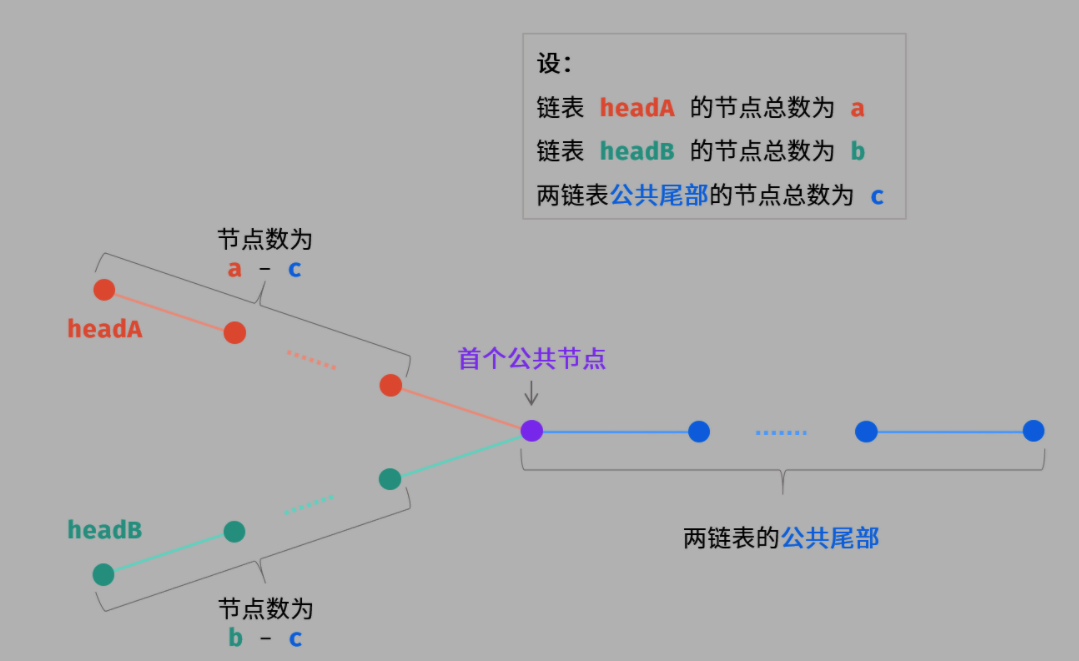 设：
链表 headA 的节点总数为 a
链表 headB 的节点总数为 b
两链表公共尾部的节点总数为 c
节点数为
a - c
headA
首个公共节点
headB
两链表的公共尾部
节点数为
b - c